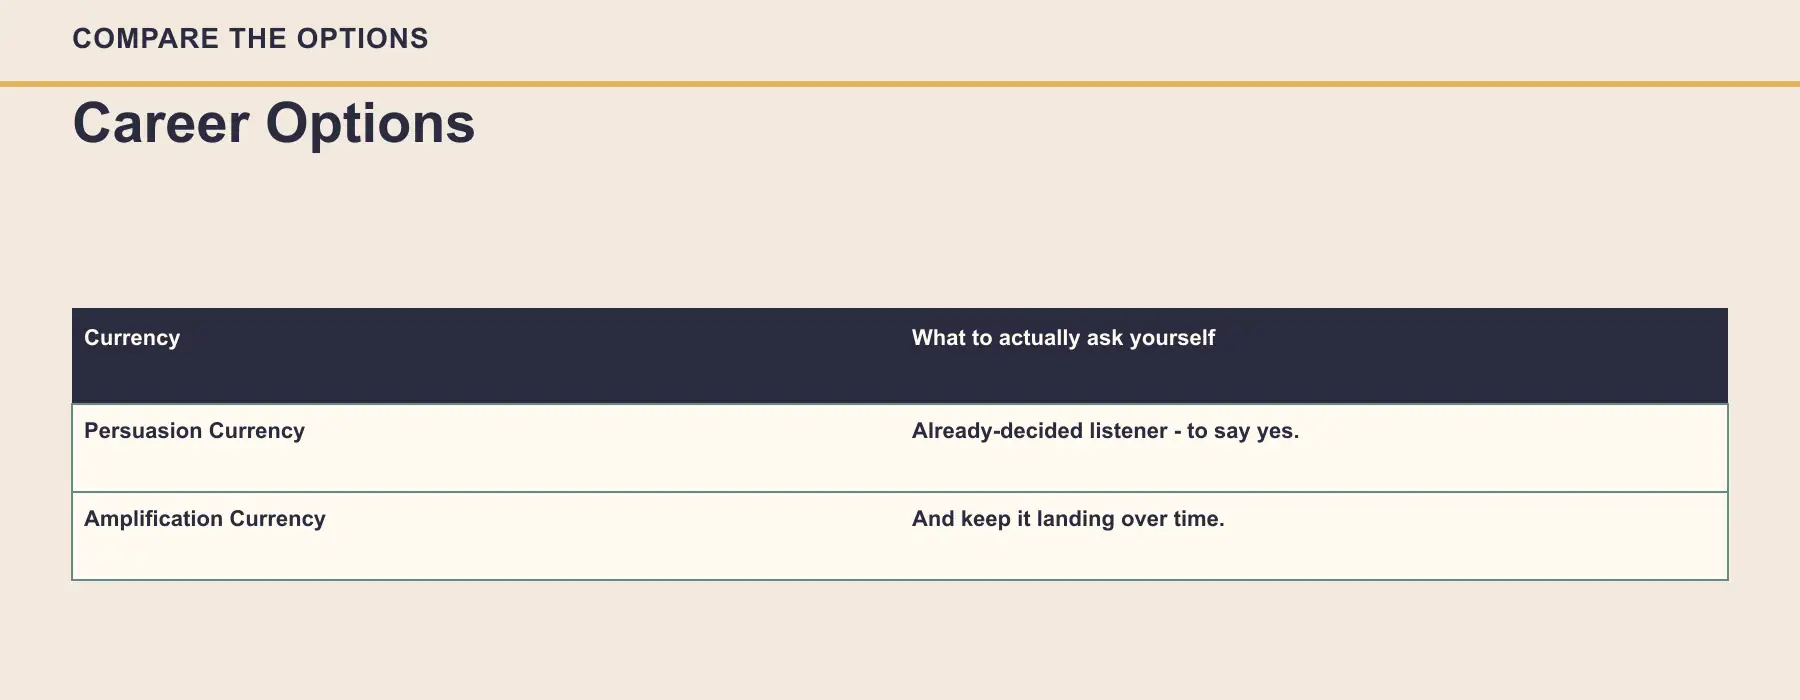 COMPARE THE OPTIONS
Career Options
Currency What to actually ask yourself
Persuasion Currency Already-decided listener - to say yes.
Amplification Currency And keep it landing over time.